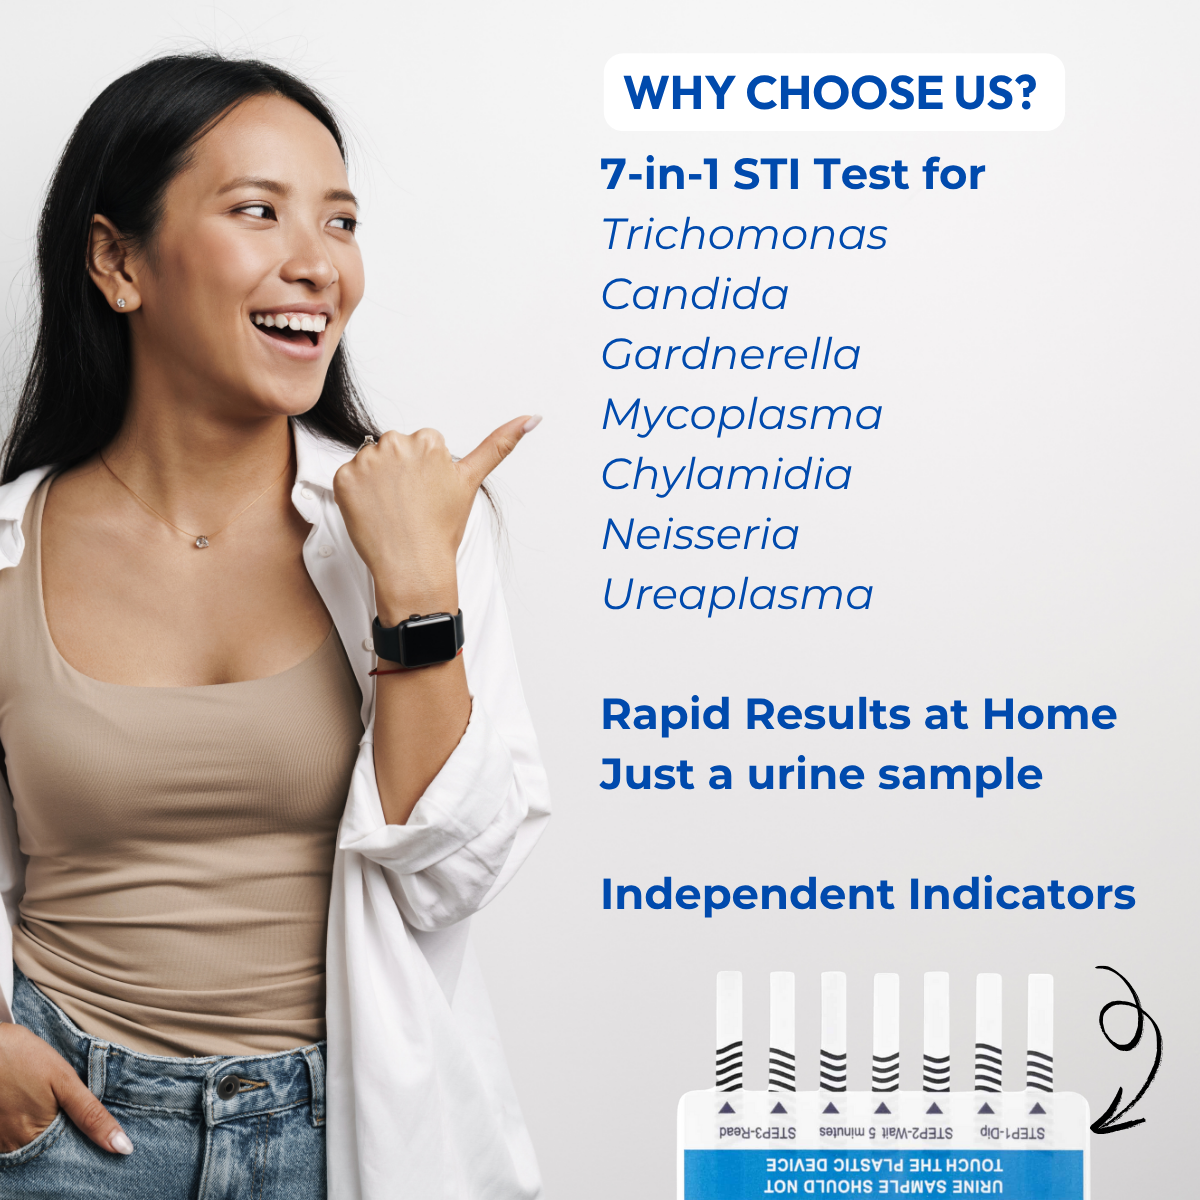 WHY CHOOSE US?
7-in-1 STI Test for
Trichomonas
Candida
Gardnerella
Mycoplasma
Chylamidia
Neisseria
Ureaplasma
Rapid Results at Home
Just a urine sample
Independent Indicators
STEP1-Dip STEP2-Wait 5 minutes STEP3-Read
URINE SAMPLE SHOULD NOT
TOUCH THE PLASTIC DEVICE